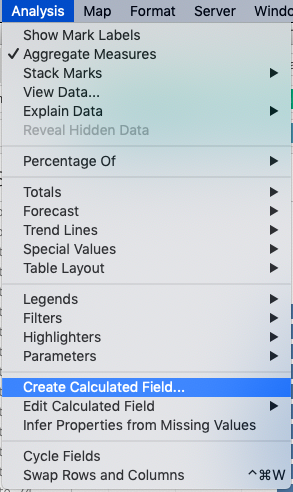 Analysis Map Format Server Windo
Show Mark Labels
✓ Aggregate Measures
Stack Marks ▶
View Data...
Explain Data ▶
Reveal Hidden Data
Percentage Of ▶
Totals ▶
Forecast ▶
Trend Lines ▶
Special Values ▶
Table Layout ▶
Legends ▶
Filters ▶
Highlighters ▶
Parameters ▶
Create Calculated Field...
Edit Calculated Field ▶
Infer Properties from Missing Values
Cycle Fields
Swap Rows and Columns ^⌘W